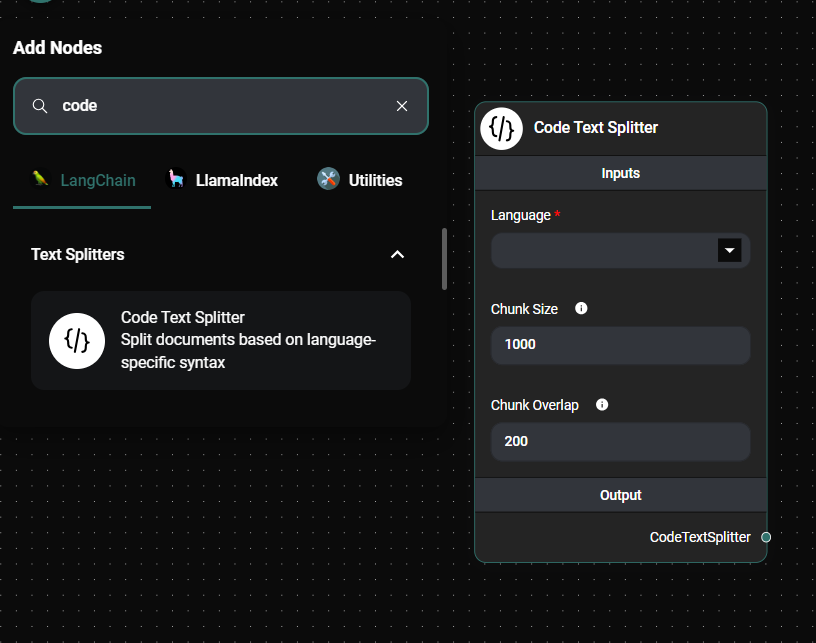 Add Nodes
code
LangChain
LlamaIndex
Utilities
Text Splitters
Code Text Splitter
Split documents based on language-
specific syntax
Code Text Splitter
Inputs
Language *
Chunk Size
1000
Chunk Overlap
200
Output
CodeTextSplitter